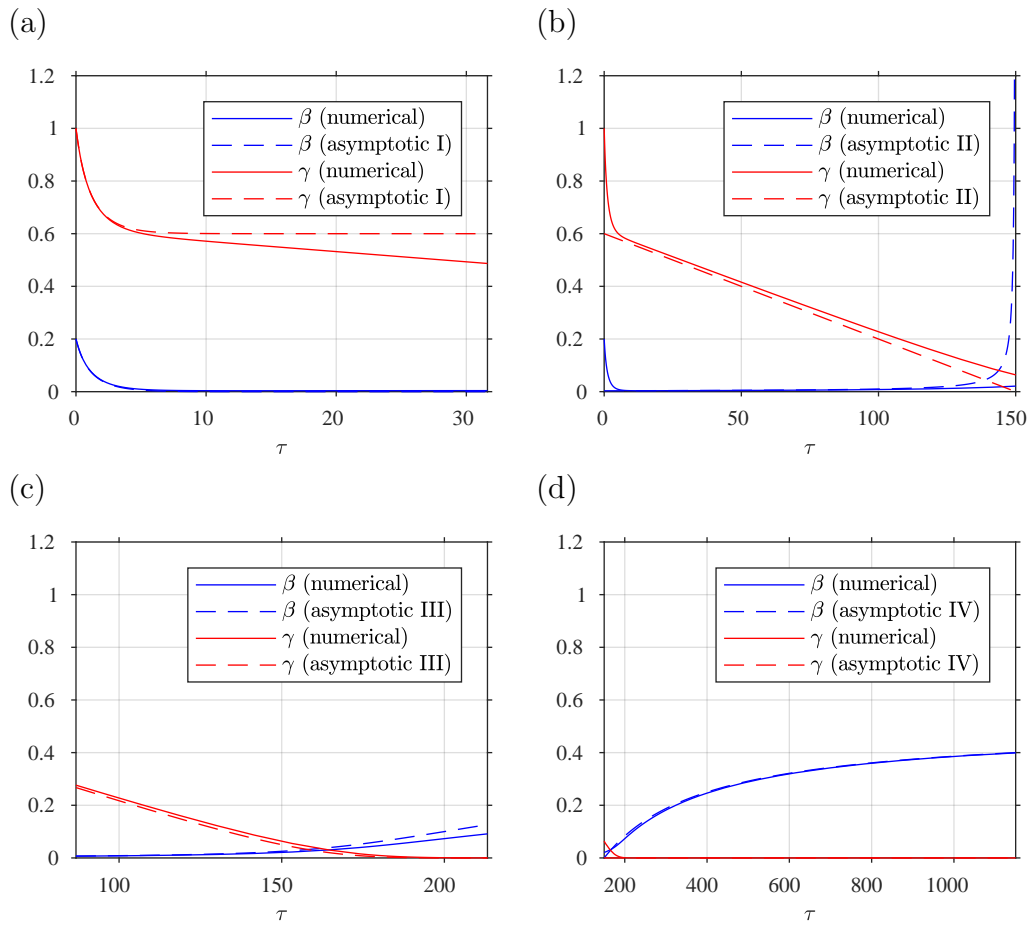 (a)
1.2
1
0.8
0.6
0.4
0.2
0
β (numerical)
β (asymptotic I)
γ (numerical)
γ (asymptotic I)
0 10 20 30
τ
(b)
1.2
1
0.8
0.6
0.4
0.2
0
β (numerical)
β (asymptotic II)
γ (numerical)
γ (asymptotic II)
0 50 100 150
τ
(c)
1.2
1
0.8
0.6
0.4
0.2
0
β (numerical)
β (asymptotic III)
γ (numerical)
γ (asymptotic III)
100 150 200
τ
(d)
1.2
1
0.8
0.6
0.4
0.2
0
β (numerical)
β (asymptotic IV)
γ (numerical)
γ (asymptotic IV)
200 400 600 800 1000
τ